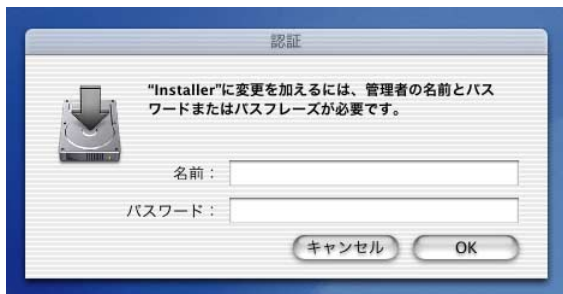 認証
“Installer”に変更を加えるには、管理者の名前とパス
ワードまたはパスフレーズが必要です。
名前：
パスワード：
キャンセル
OK